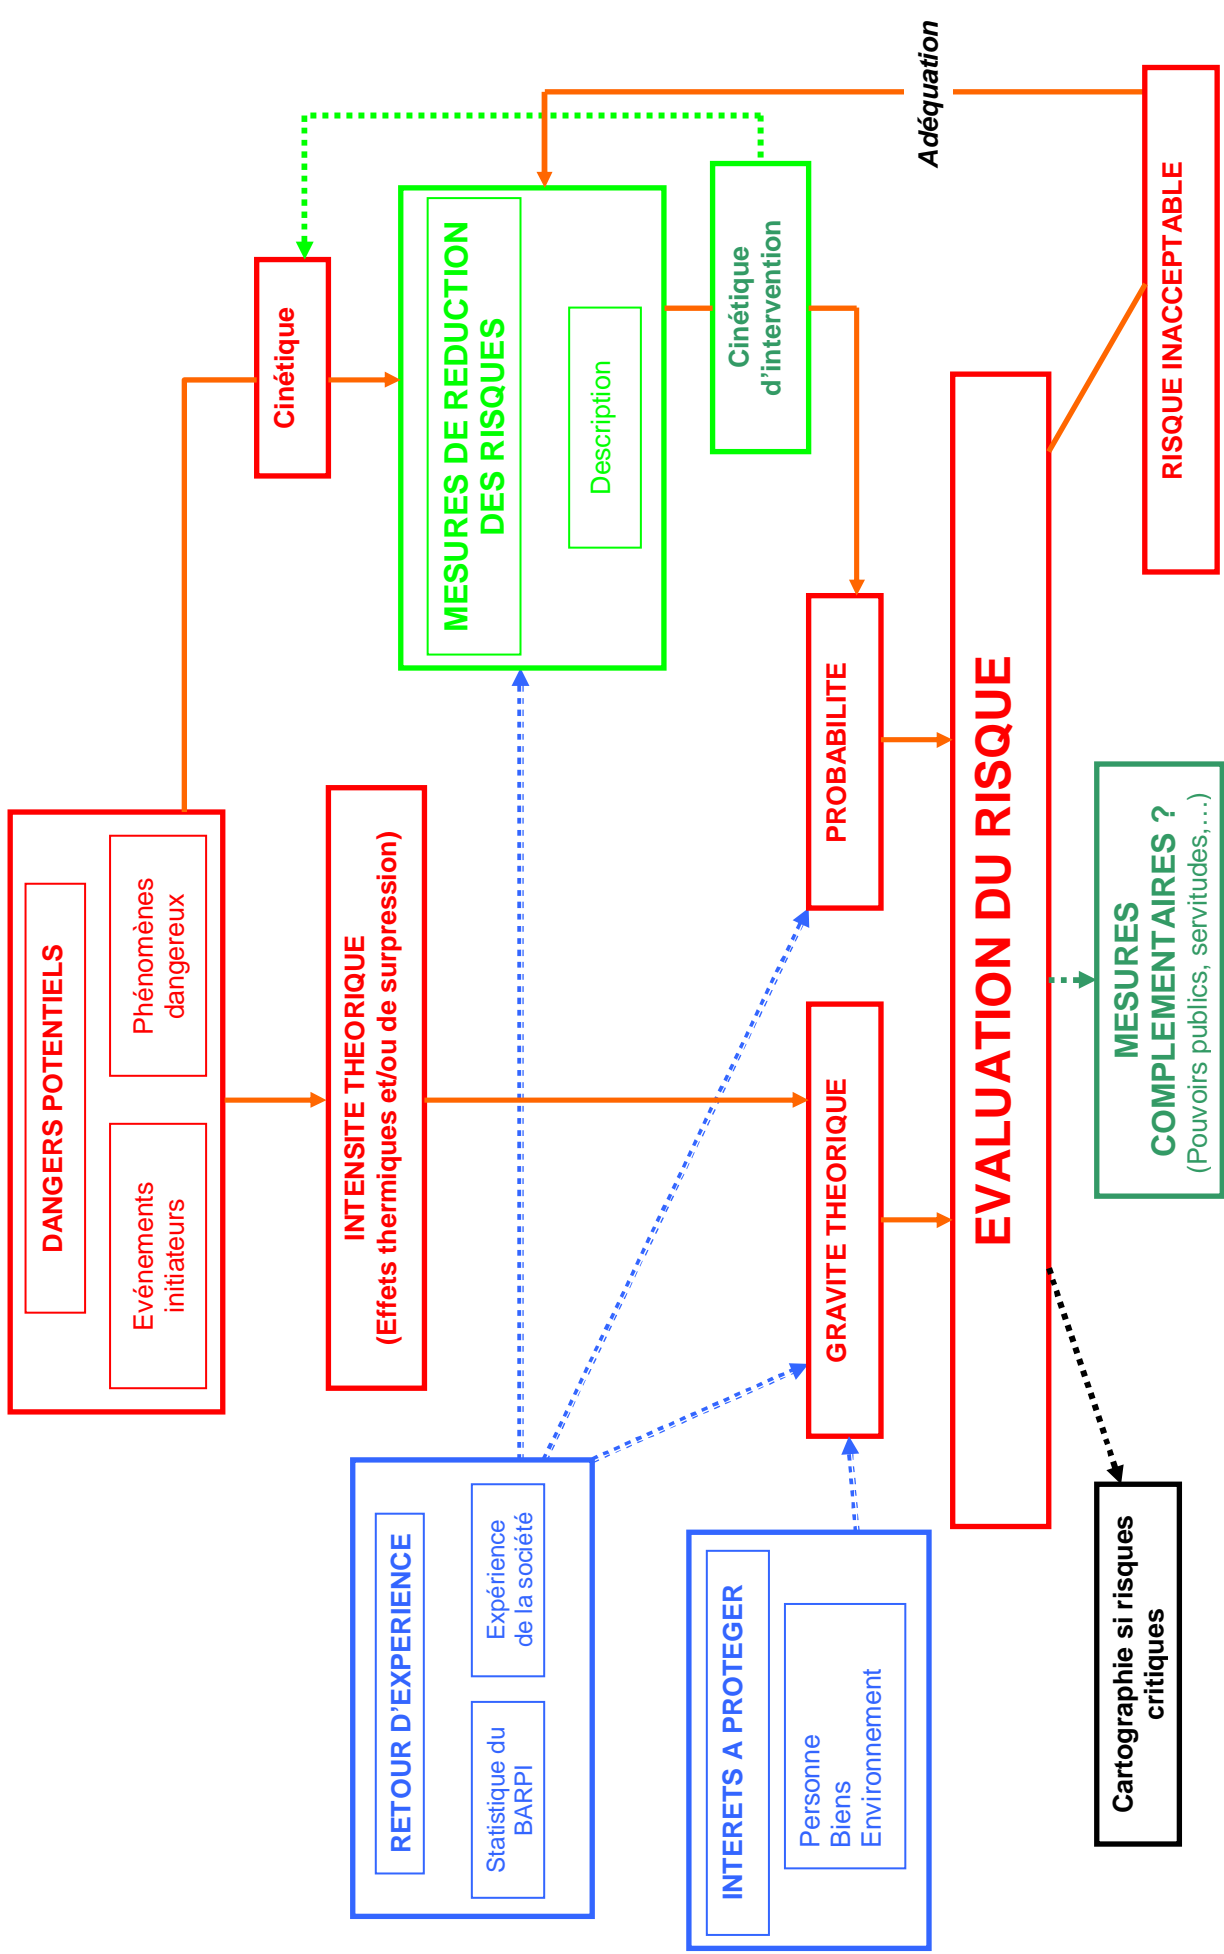 DANGERS POTENTIELS
Evénements
initiateurs
Phénomènes
dangereux
INTENSITE THEORIQUE
(Effets thermiques et/ou de surpression)
Cinétique
RETOUR D'EXPERIENCE
Statistique du
BARPI
Expérience
de la société
MESURES DE REDUCTION
DES RISQUES
Description
INTERETS A PROTEGER
Personne
Biens
Environnement
Cinétique
d’intervention
GRAVITE THEORIQUE
PROBABILITE
Adéquation
EVALUATION DU RISQUE
Cartographie si risques
critiques
MESURES
COMPLEMENTAIRES ?
(Pouvoirs publics, servitudes,…)
RISQUE INACCEPTABLE